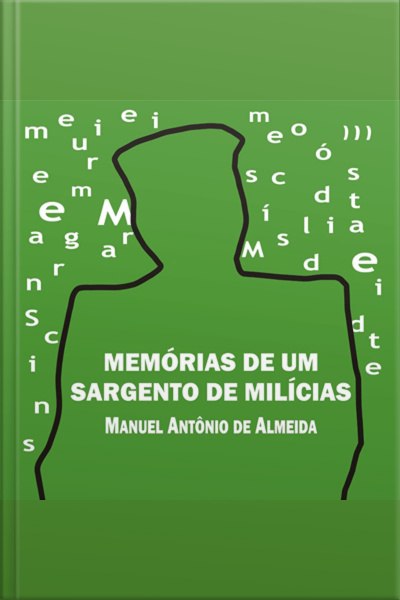 MEMÓRIAS DE UM
SARGENTO DE MILÍCIAS
MANUEL ANTÔNIO DE ALMEIDA